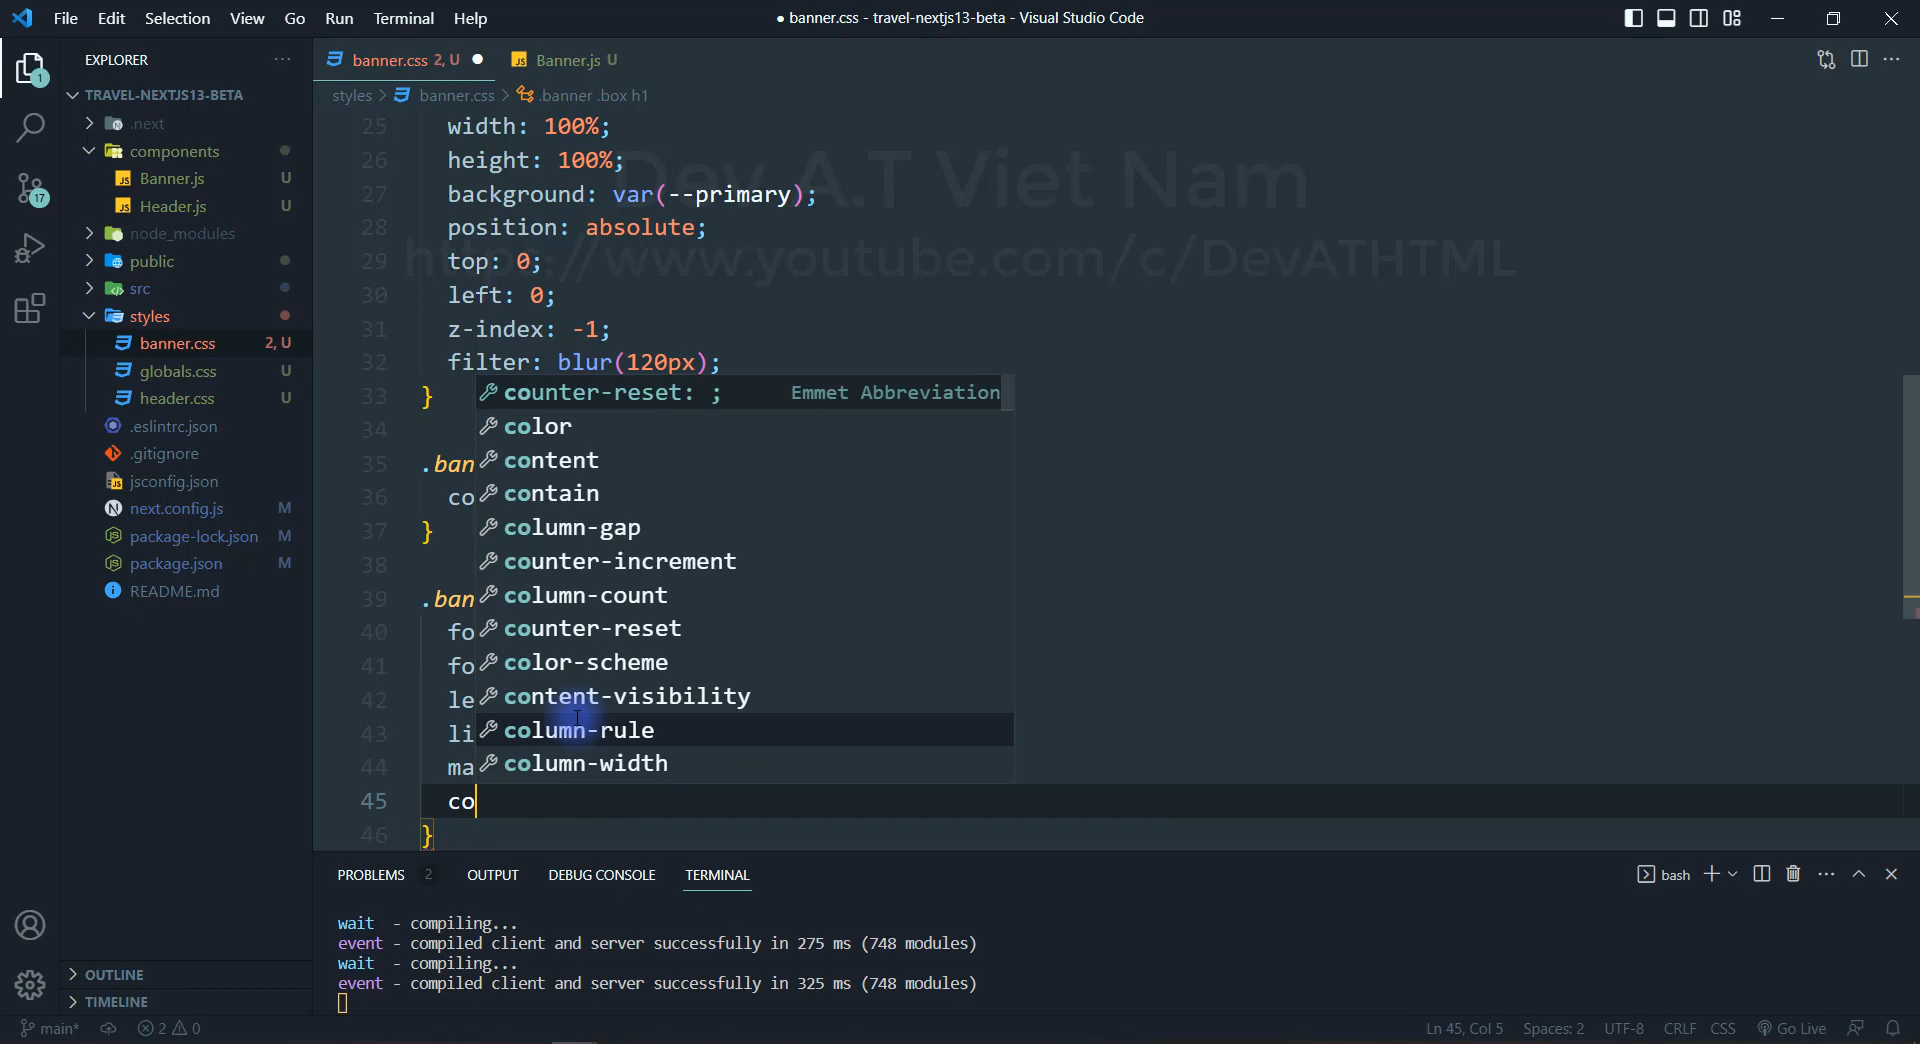 File Edit Selection View Go Run Terminal Help
● banner.css - travel-nextjs13-beta - Visual Studio Code
EXPLORER
TRAVEL-NEXTJS13-BETA
.next
components
Banner.js U
Header.js U
node_modules
public
src
styles
banner.css 2, U
globals.css U
header.css U
.eslintrc.json
.gitignore
jsconfig.json
next.config.js M
package-lock.json M
package.json M
README.md
OUTLINE
TIMELINE
1
17
banner.css 2, U
Banner.js U
styles > banner.css > .banner .box h1
Dev A.T Viet Nam
https://www.youtube.com/c/DevATHTML
25 width: 100%;
26 height: 100%;
27 background: var(--primary);
28 position: absolute;
29 top: 0;
30 left: 0;
31 z-index: -1;
32 filter: blur(120px);
33 }
34
35 .ban
36 co
37 }
38
39 .ban
40 fo
41 fo
42 le
43 li
44 ma
45 co
46 }
counter-reset: ; Emmet Abbreviation
color
content
contain
column-gap
counter-increment
column-count
counter-reset
color-scheme
content-visibility
column-rule
column-width
PROBLEMS 2 OUTPUT DEBUG CONSOLE TERMINAL
bash
wait - compiling...
event - compiled client and server successfully in 275 ms (748 modules)
wait - compiling...
event - compiled client and server successfully in 325 ms (748 modules)
main* 2 0
Ln 45, Col 5 Spaces: 2 UTF-8 CRLF CSS Go Live